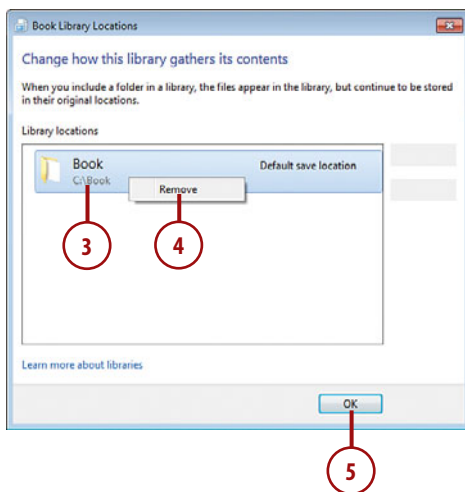 Book Library Locations
Change how this library gathers its contents
When you include a folder in a library, the files appear in the library, but continue to be stored
in their original locations.
Library locations
Book
Default save location
C:\Book
Remove
3
4
Learn more about libraries
OK
5